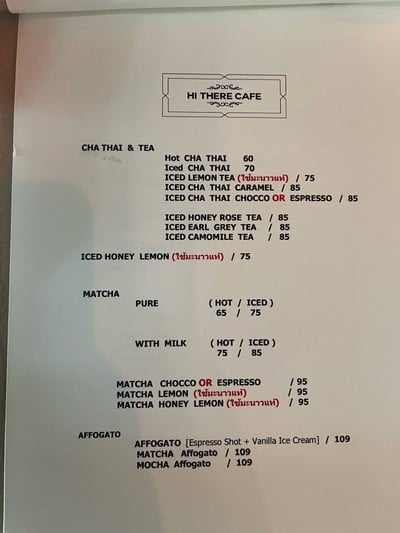 HI THERE CAFE
CHA THAI & TEA
Hot CHA THAI 60
Iced CHA THAI 70
ICED LEMON TEA (ใช้มะนาวแท้) / 75
ICED CHA THAI CARAMEL / 85
ICED CHA THAI CHOCCO OR ESPRESSO / 85
ICED HONEY ROSE TEA / 85
ICED EARL GREY TEA / 85
ICED CAMOMILE TEA / 85
ICED HONEY LEMON (ใช้มะนาวแท้) / 75
MATCHA
PURE ( HOT / ICED )
65 / 75
WITH MILK ( HOT / ICED )
75 / 85
MATCHA CHOCCO OR ESPRESSO / 95
MATCHA LEMON (ใช้มะนาวแท้) / 95
MATCHA HONEY LEMON (ใช้มะนาวแท้) / 95
AFFOGATO
AFFOGATO [Espresso Shot + Vanilla Ice Cream] / 109
MATCHA Affogato / 109
MOCHA Affogato / 109